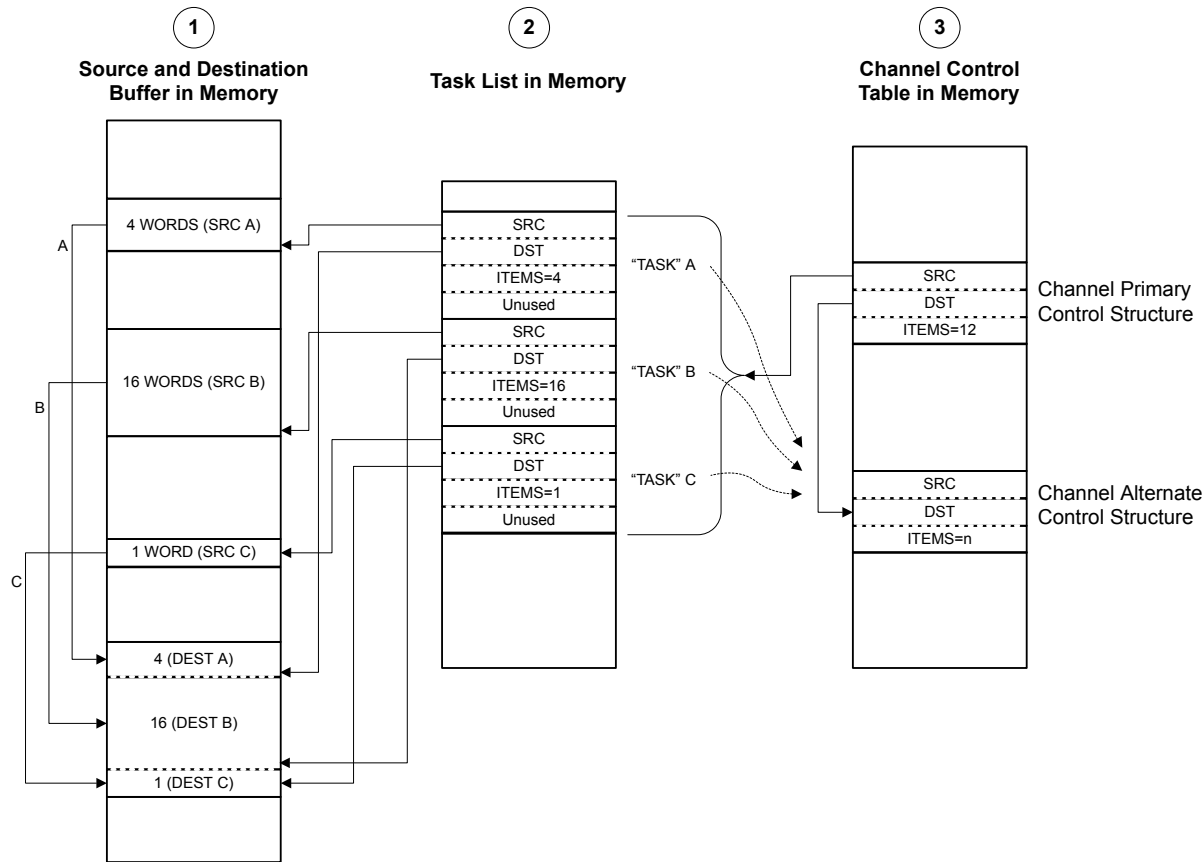 1
Source and Destination
Buffer in Memory
4 WORDS (SRC A)
16 WORDS (SRC B)
1 WORD (SRC C)
4 (DEST A)
16 (DEST B)
1 (DEST C)
A
B
C
2
Task List in Memory
SRC
DST
ITEMS=4
Unused
SRC
DST
ITEMS=16
Unused
SRC
DST
ITEMS=1
Unused
“TASK” A
“TASK” B
“TASK” C
3
Channel Control
Table in Memory
SRC
DST
ITEMS=12
Channel Primary
Control Structure
SRC
DST
ITEMS=n
Channel Alternate
Control Structure